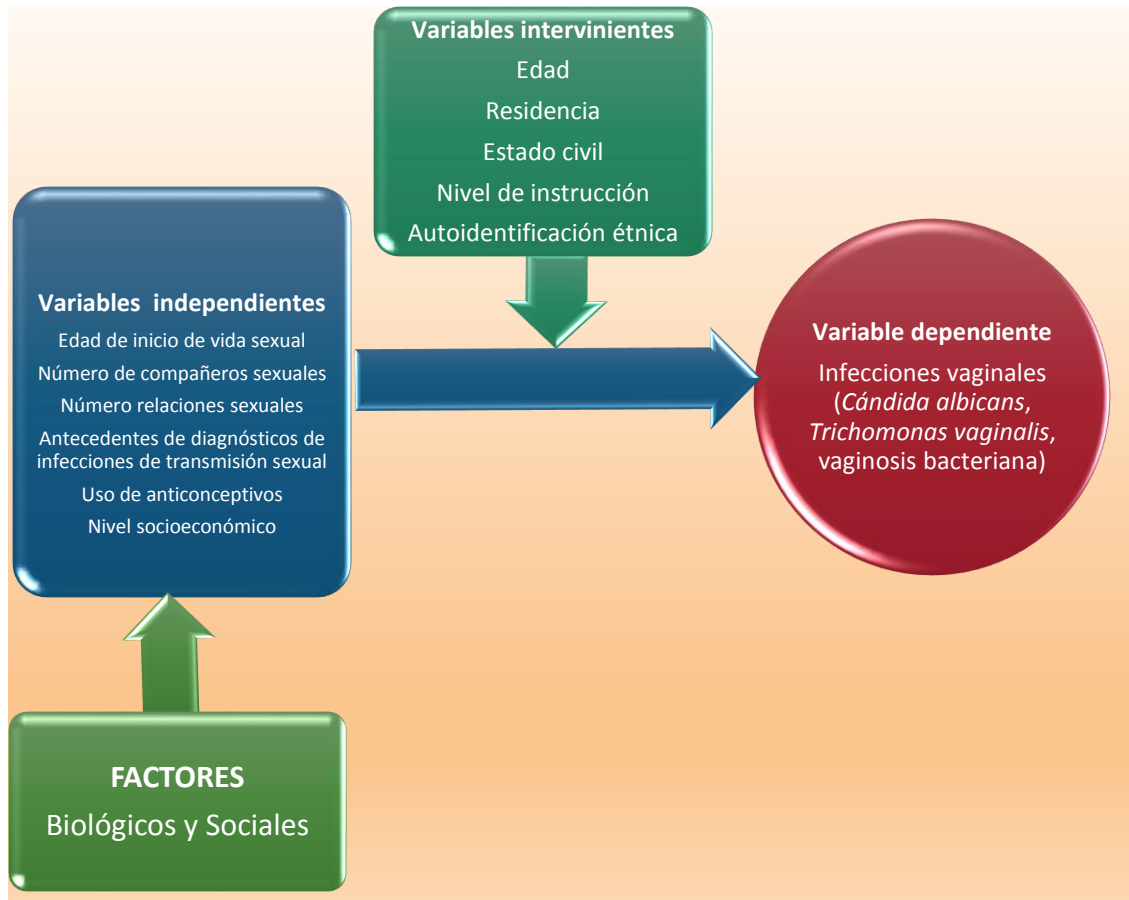 Variables intervinientes
Edad
Residencia
Estado civil
Nivel de instrucción
Autoidentificación étnica
Variables independientes
Edad de inicio de vida sexual
Número de compañeros sexuales
Número relaciones sexuales
Antecedentes de diagnósticos de
infecciones de transmisión sexual
Uso de anticonceptivos
Nivel socioeconómico
Variable dependiente
Infecciones vaginales
(Cándida albicans,
Trichomonas vaginalis,
vaginosis bacteriana)
FACTORES
Biológicos y Sociales